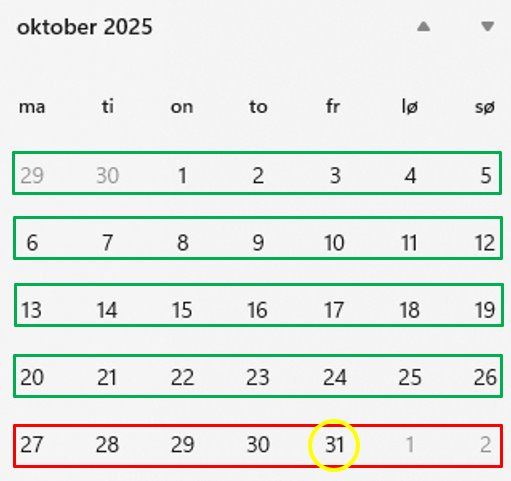 oktober 2025
ma ti on to fr lø sø
29 30 1 2 3 4 5
6 7 8 9 10 11 12
13 14 15 16 17 18 19
20 21 22 23 24 25 26
27 28 29 30 31 1 2